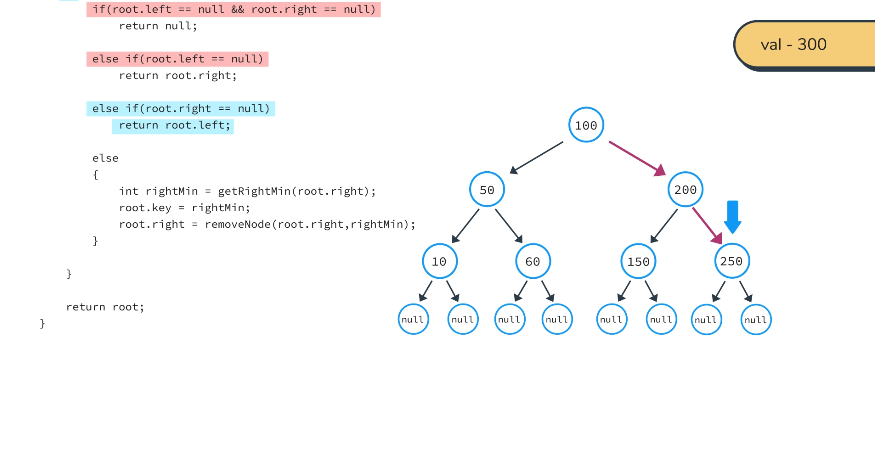 if(root.left == null && root.right == null)
return null;
else if(root.left == null)
return root.right;
else if(root.right == null)
return root.left;
else
{
int rightMin = getRightMin(root.right);
root.key = rightMin;
root.right = removeNode(root.right,rightMin);
}
}
return root;
}
val - 300
100
50
200
10
60
150
250
null
null
null
null
null
null
null
null